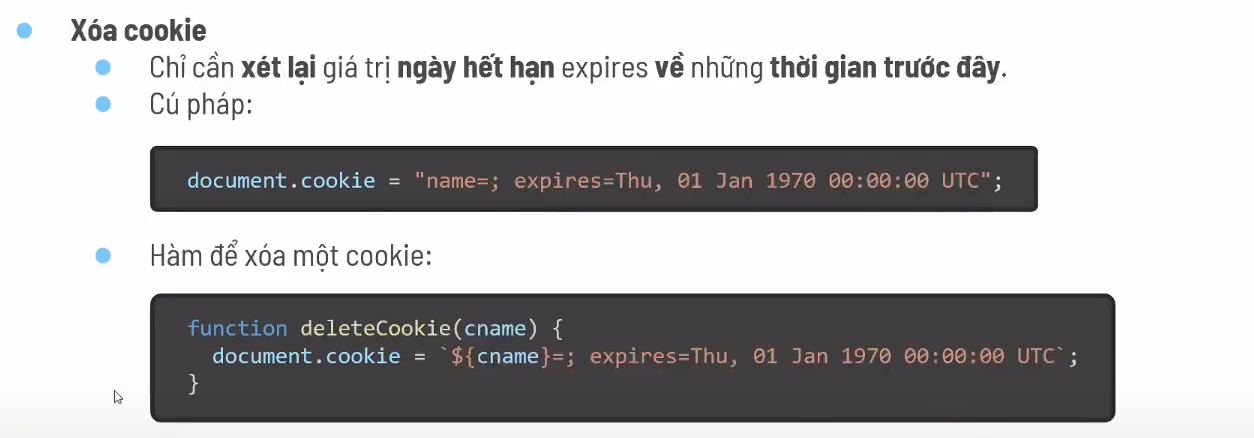 Xóa cookie
Chỉ cần xét lại giá trị ngày hết hạn expires về những thời gian trước đây.
Cú pháp:
document.cookie = "name=; expires=Thu, 01 Jan 1970 00:00:00 UTC";
Hàm để xóa một cookie:
function deleteCookie(cname) {
  document.cookie = `${cname}=; expires=Thu, 01 Jan 1970 00:00:00 UTC`;
}